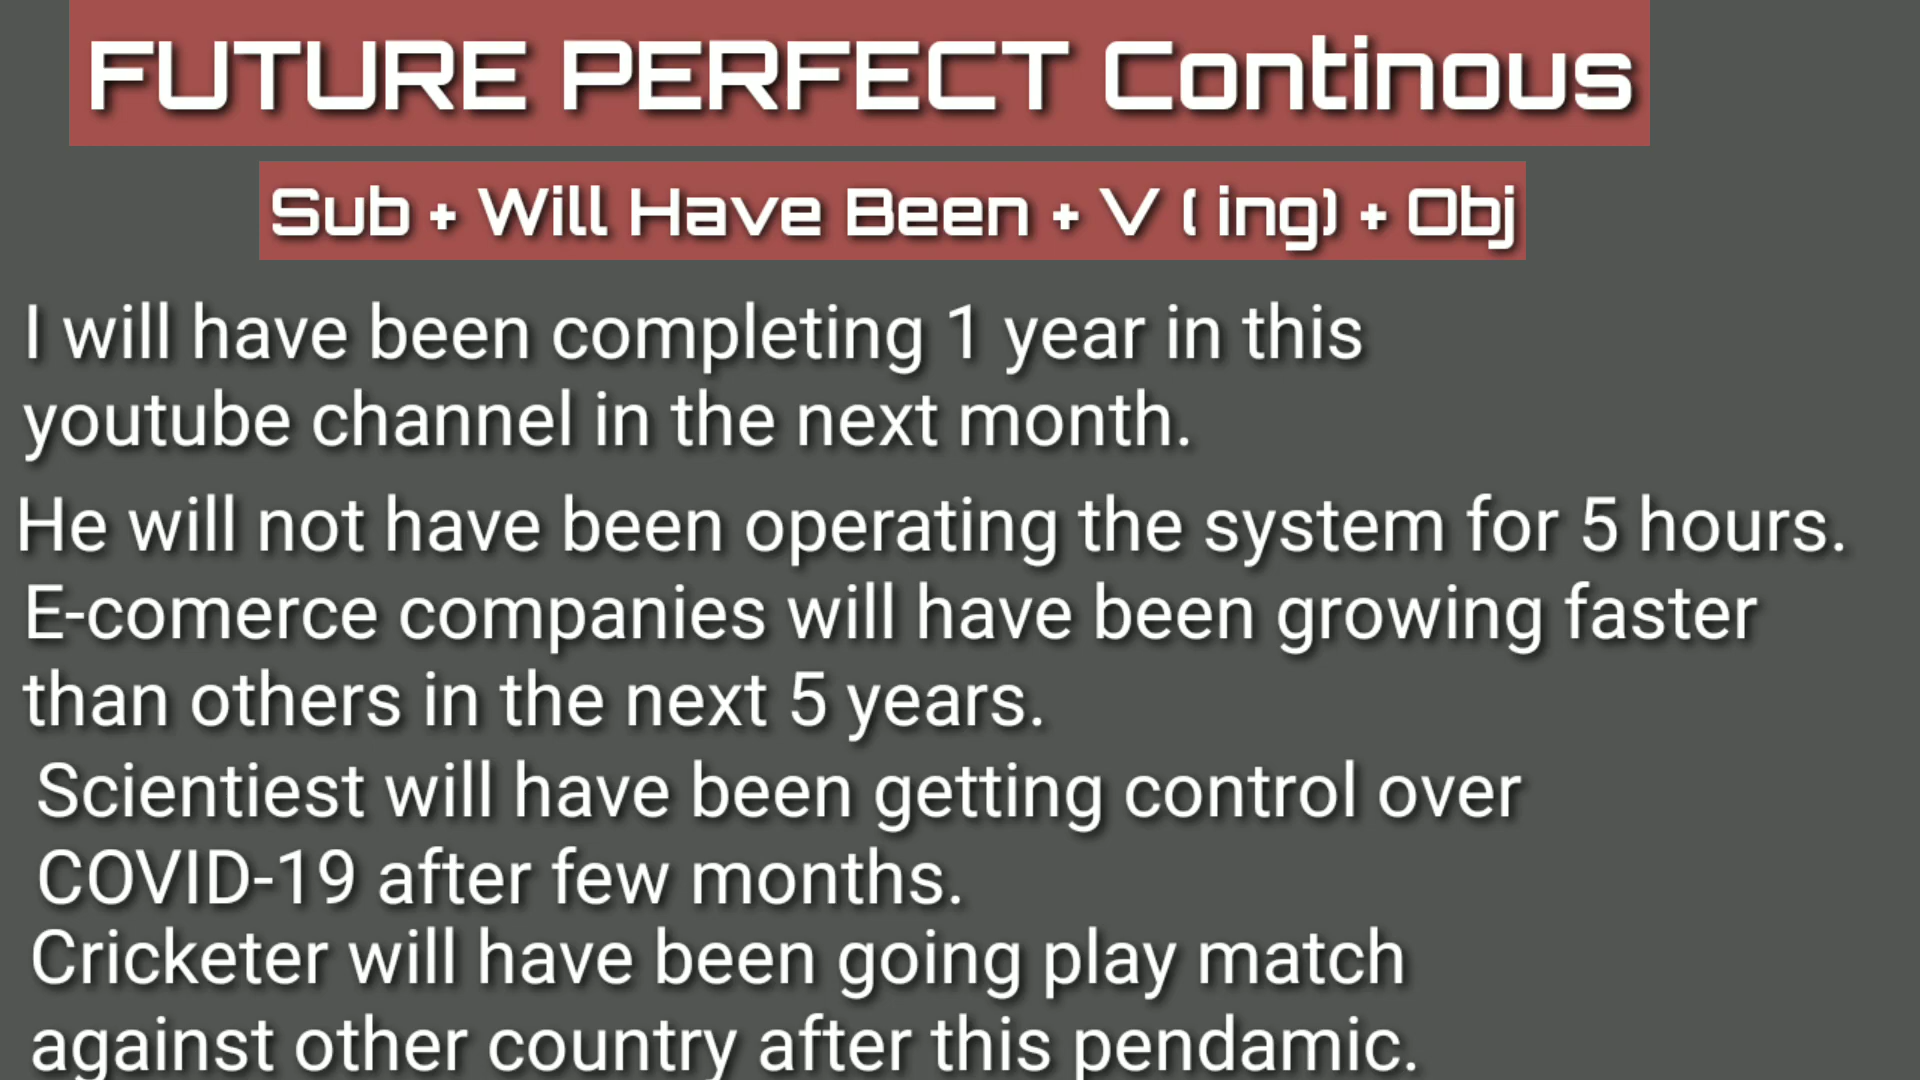 FUTURE PERFECT Continous
Sub + Will Have Been + V ( ing) + Obj
I will have been completing 1 year in this
youtube channel in the next month.
He will not have been operating the system for 5 hours.
E-comerce companies will have been growing faster
than others in the next 5 years.
Scientiest will have been getting control over
COVID-19 after few months.
Cricketer will have been going play match
against other country after this pendamic.